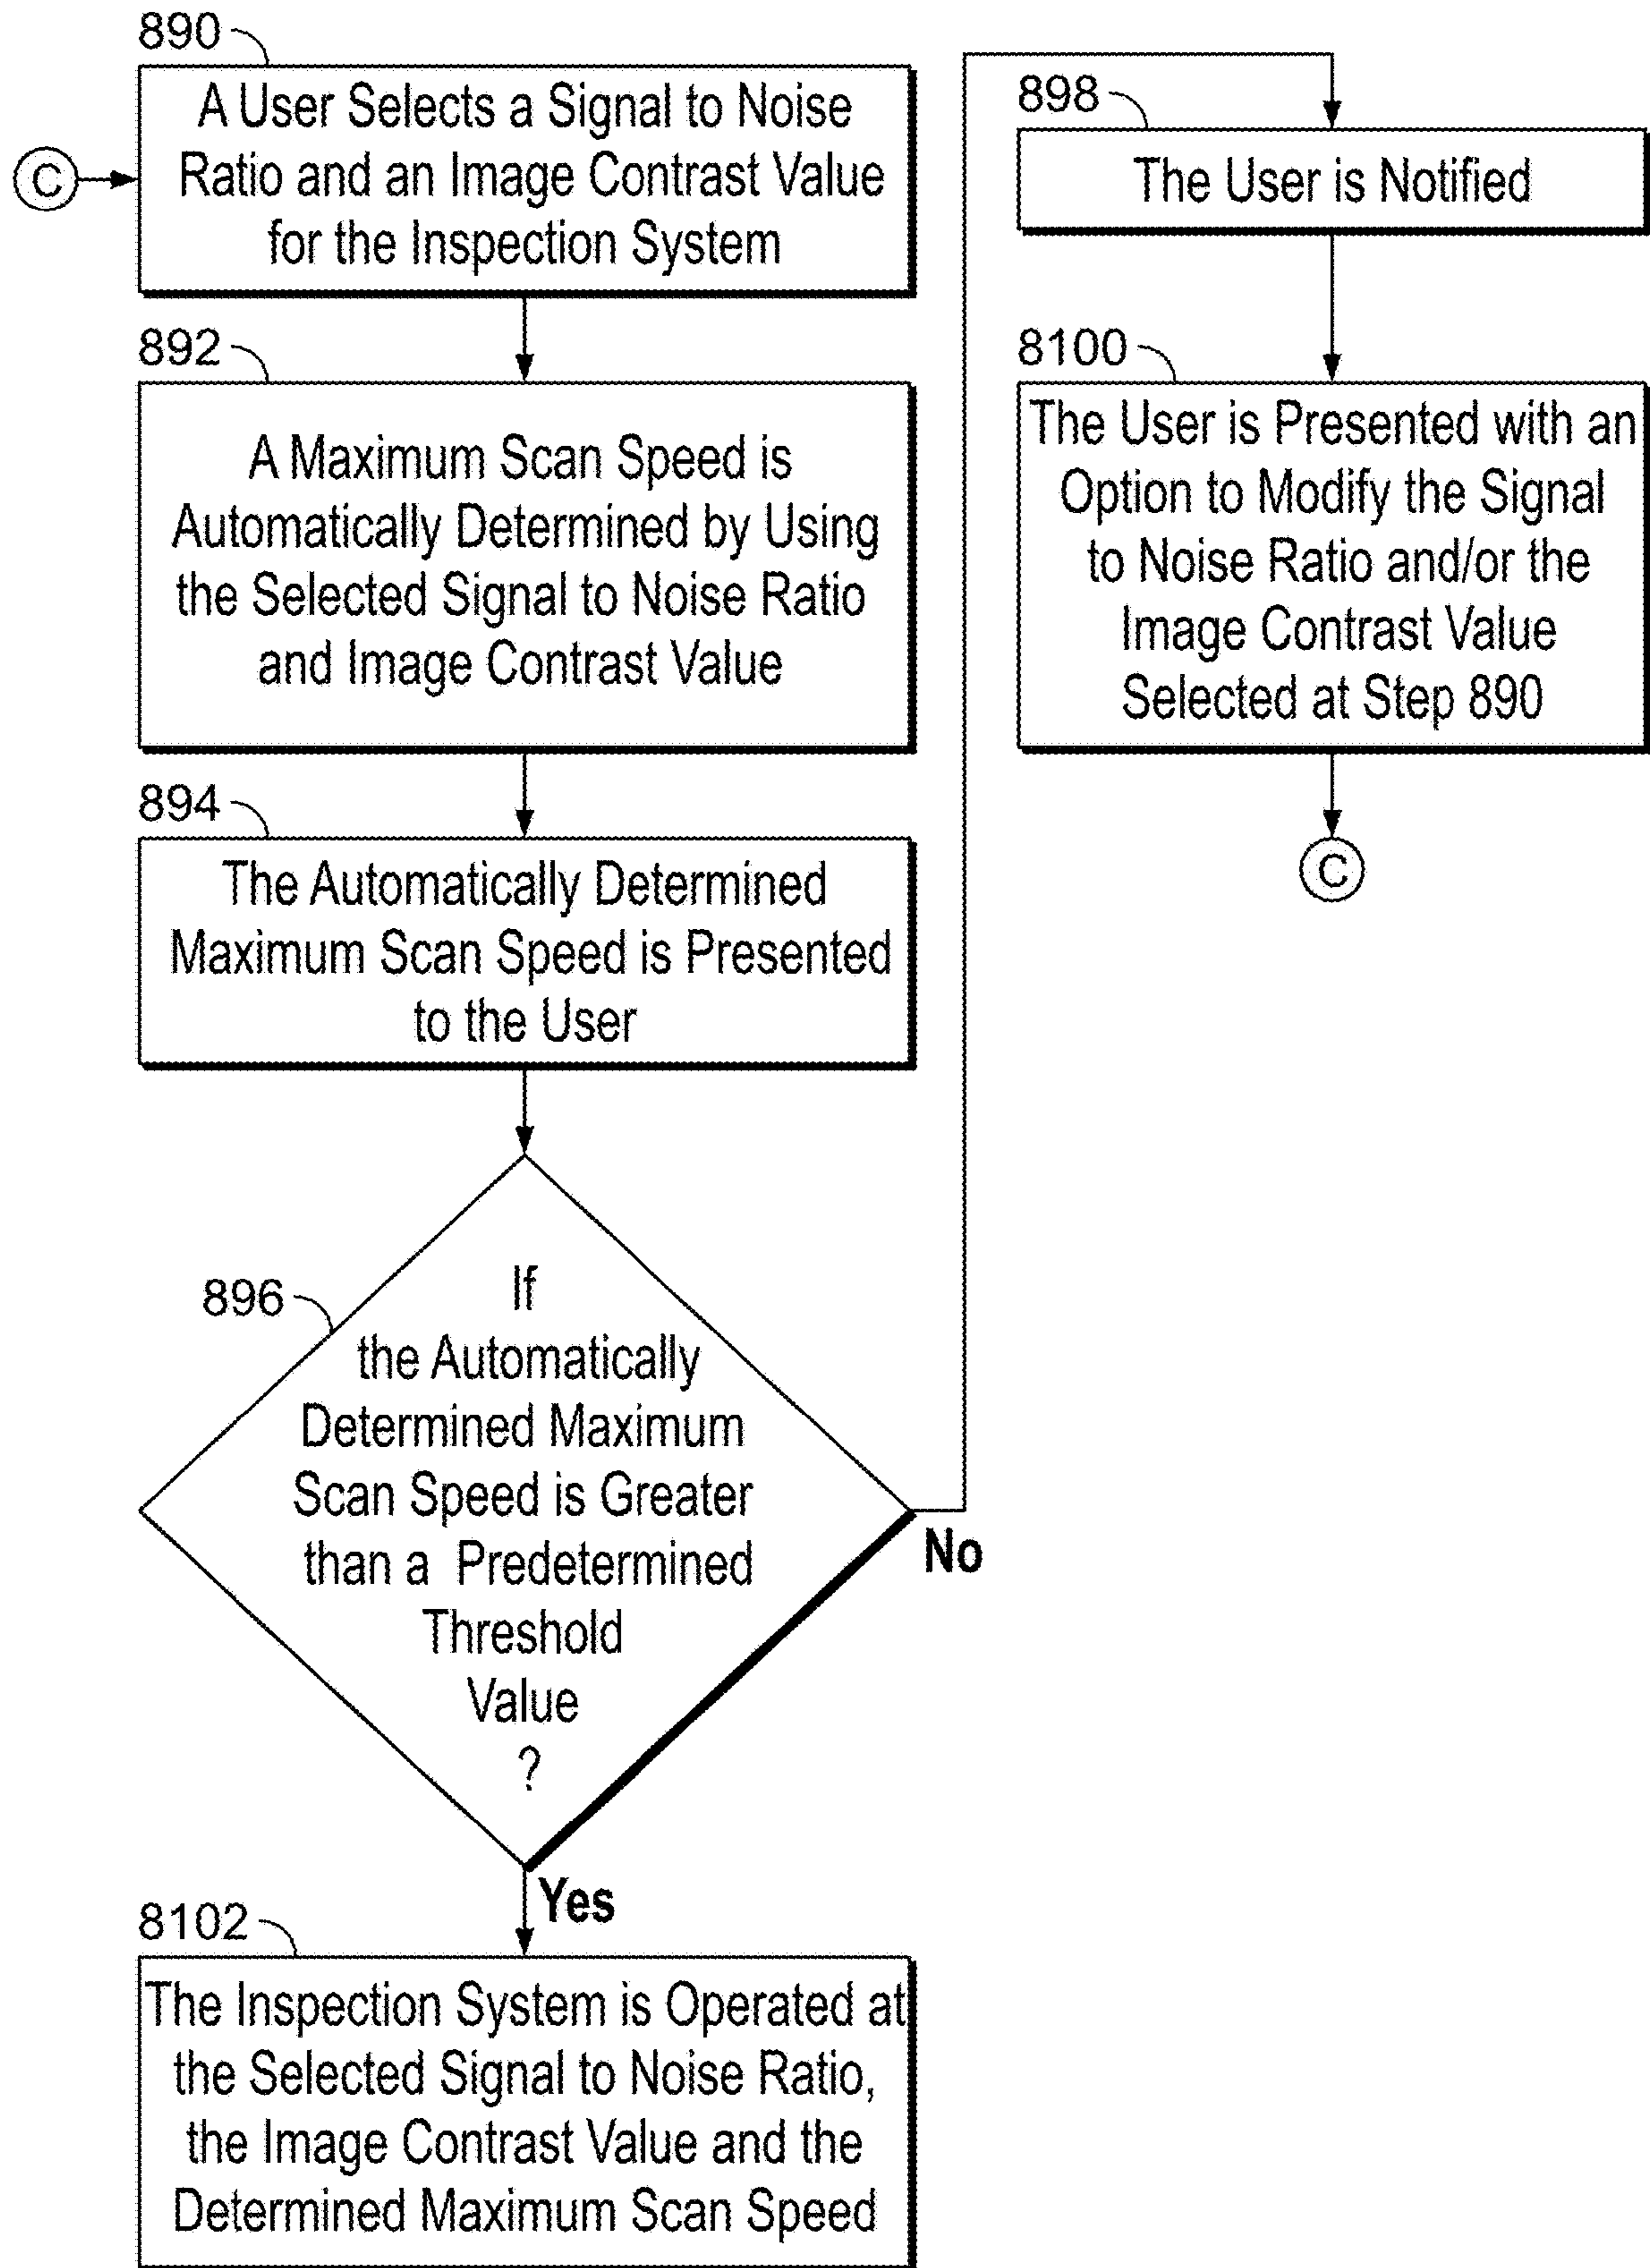 890
A User Selects a Signal to Noise
Ratio and an Image Contrast Value
for the Inspection System
C
892
A Maximum Scan Speed is
Automatically Determined by Using
the Selected Signal to Noise Ratio
and Image Contrast Value
894
The Automatically Determined
Maximum Scan Speed is Presented
to the User
896
If
the Automatically
Determined Maximum
Scan Speed is Greater
than a Predetermined
Threshold
Value
?
No
Yes
8102
The Inspection System is Operated at
the Selected Signal to Noise Ratio,
the Image Contrast Value and the
Determined Maximum Scan Speed
898
The User is Notified
8100
The User is Presented with an
Option to Modify the Signal
to Noise Ratio and/or the
Image Contrast Value
Selected at Step 890
C